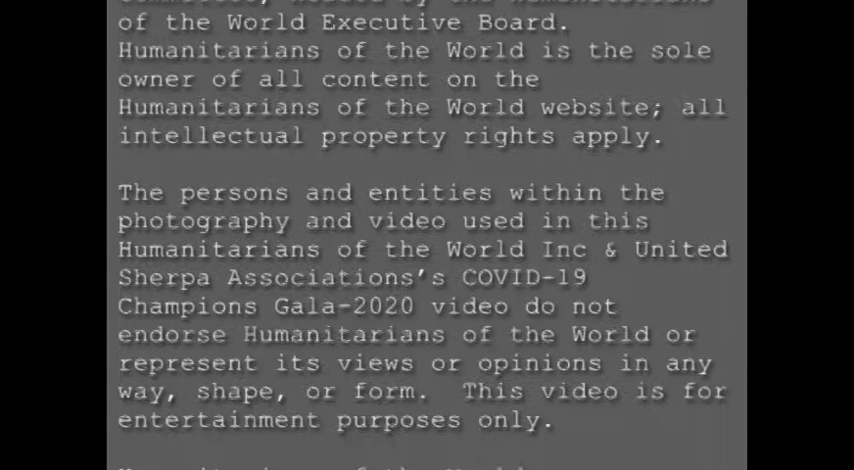 of the World Executive Board.
Humanitarians of the World is the sole
owner of all content on the
Humanitarians of the World website; all
intellectual property rights apply.
The persons and entities within the
photography and video used in this
Humanitarians of the World Inc & United
Sherpa Associations's COVID-19
Champions Gala-2020 video do not
endorse Humanitarians of the World or
represent its views or opinions in any
way, shape, or form. This video is for
entertainment purposes only.